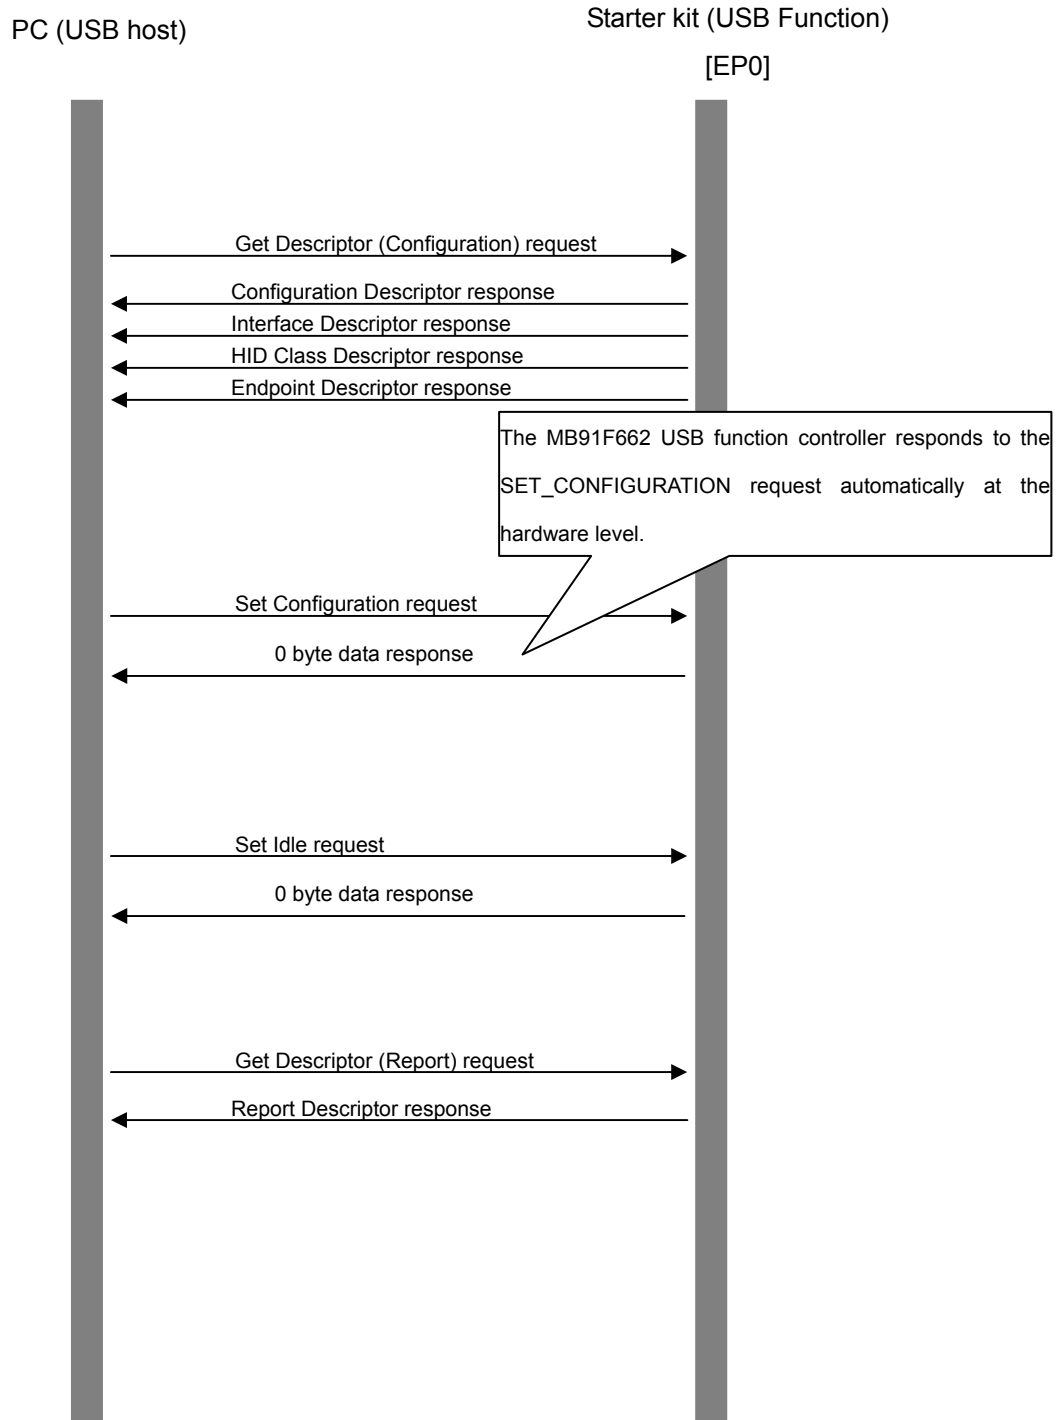 PC (USB host)
Starter kit (USB Function)
[EP0]
Get Descriptor (Configuration) request
Configuration Descriptor response
Interface Descriptor response
HID Class Descriptor response
Endpoint Descriptor response
The MB91F662 USB function controller responds to the
SET_CONFIGURATION request automatically at the
hardware level.
Set Configuration request
0 byte data response
Set Idle request
0 byte data response
Get Descriptor (Report) request
Report Descriptor response